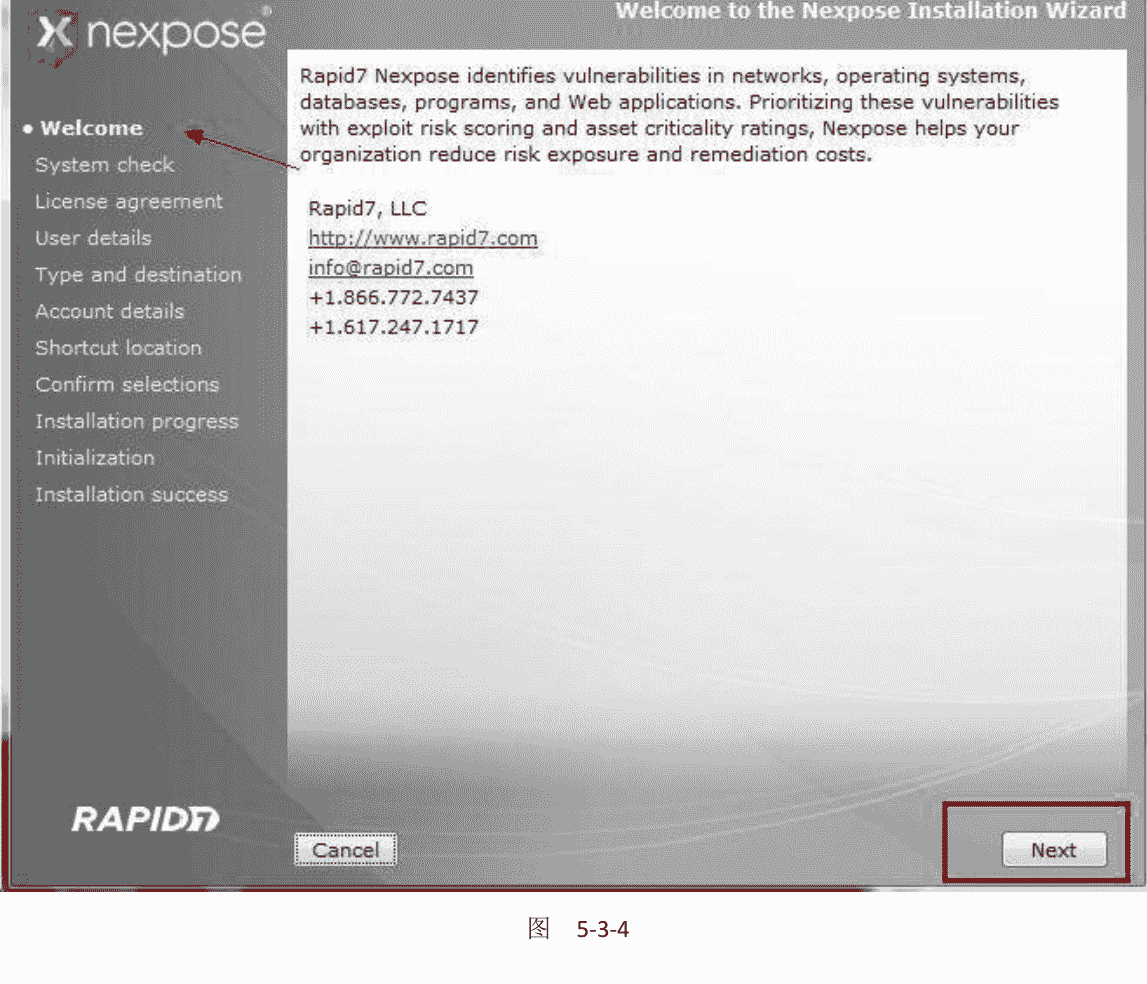 nexpose®
Welcome to the Nexpose Installation Wizard
• Welcome
System check
License agreement
User details
Type and destination
Account details
Shortcut location
Confirm selections
Installation progress
Initialization
Installation success
Rapid7 Nexpose identifies vulnerabilities in networks, operating systems,
databases, programs, and Web applications. Prioritizing these vulnerabilities
with exploit risk scoring and asset criticality ratings, Nexpose helps your
organization reduce risk exposure and remediation costs.
Rapid7, LLC
http://www.rapid7.com
info@rapid7.com
+1.866.772.7437
+1.617.247.1717
RAPID7
Cancel
Next
图 5-3-4